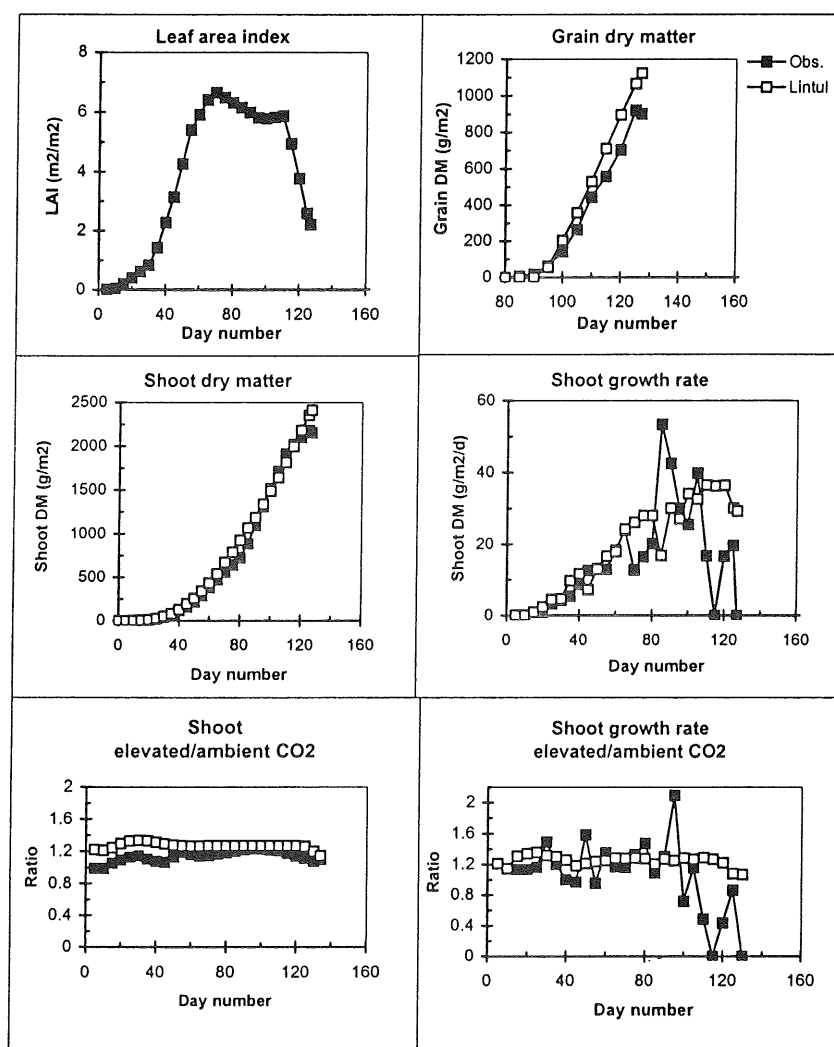 Leaf area index
8
6
4
2
0
LAI (m2/m2)
0 40 80 120 160
Day number
Grain dry matter
1200
1000
800
600
400
200
0
Grain DM (g/m2)
80 100 120 140 160
Day number
Obs.
Lintul
Shoot dry matter
2500
2000
1500
1000
500
0
Shoot DM (g/m2)
0 40 80 120 160
Day number
Shoot growth rate
60
40
20
0
Shoot DM (g/m2/d)
0 40 80 120 160
Day number
Shoot
elevated/ambient CO2
2
1.6
1.2
0.8
0.4
0
Ratio
0 40 80 120 160
Day number
Shoot growth rate
elevated/ambient CO2
2
1.6
1.2
0.8
0.4
0
Ratio
0 40 80 120 160
Day number